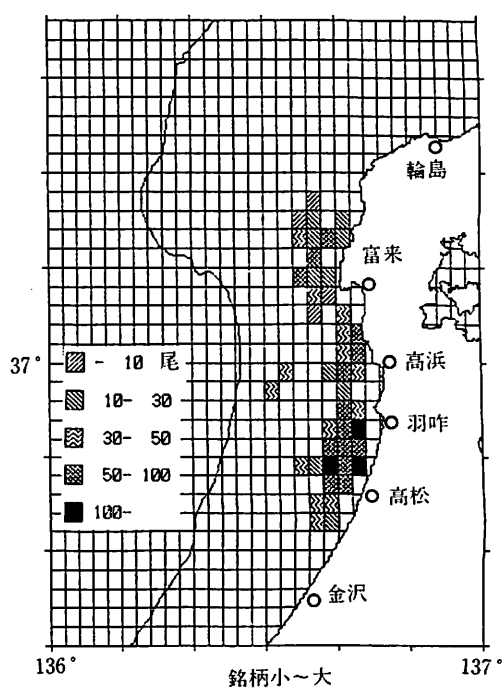 輪島
富来
37°
- 10 尾
高浜
10- 30
30- 50
羽咋
50- 100
高松
100-
金沢
136°
137°
銘柄小～大